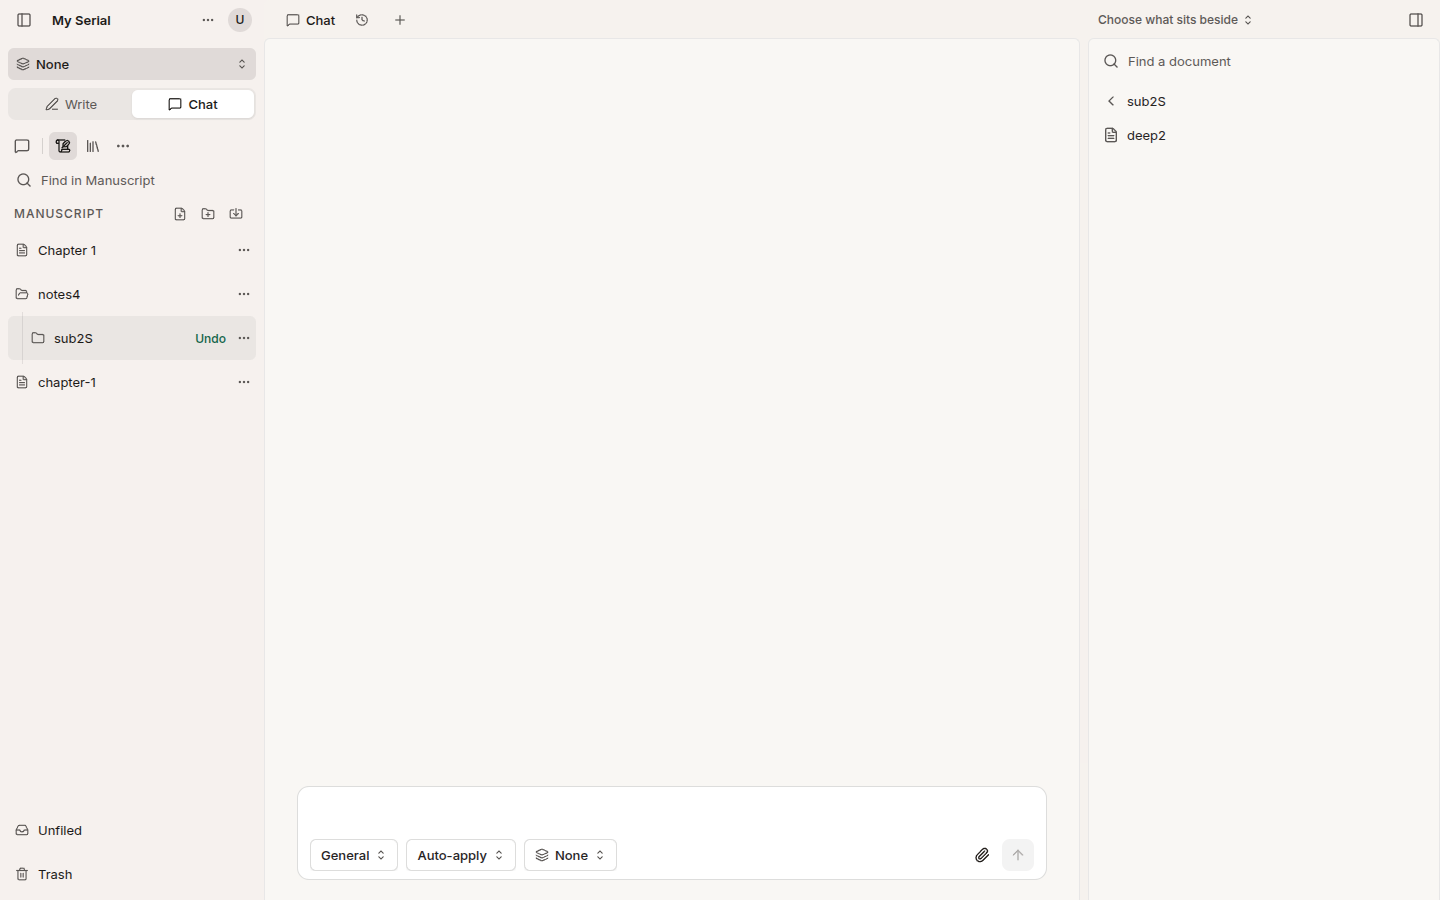 My Serial
U
None
Write
Chat
Find in Manuscript
MANUSCRIPT
Chapter 1
notes4
sub2S
Undo
chapter-1
Unfiled
Trash
Chat
General
Auto-apply
None
Choose what sits beside
Find a document
sub2S
deep2